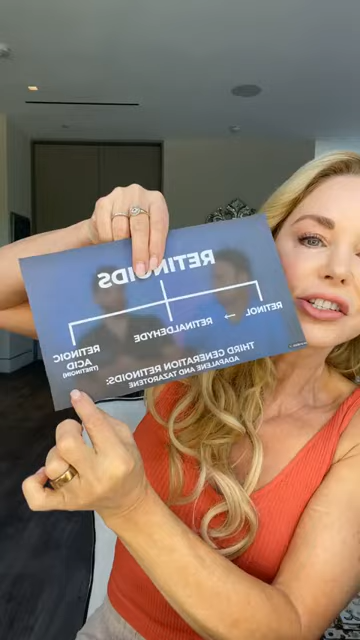 RETINOIDS
RETINOL → RETINALDEHYDE
RETINOIC
ACID
(TRETINOIN)
THIRD GENERATION RETINOIDS:
ADAPALENE AND TAZAROTENE